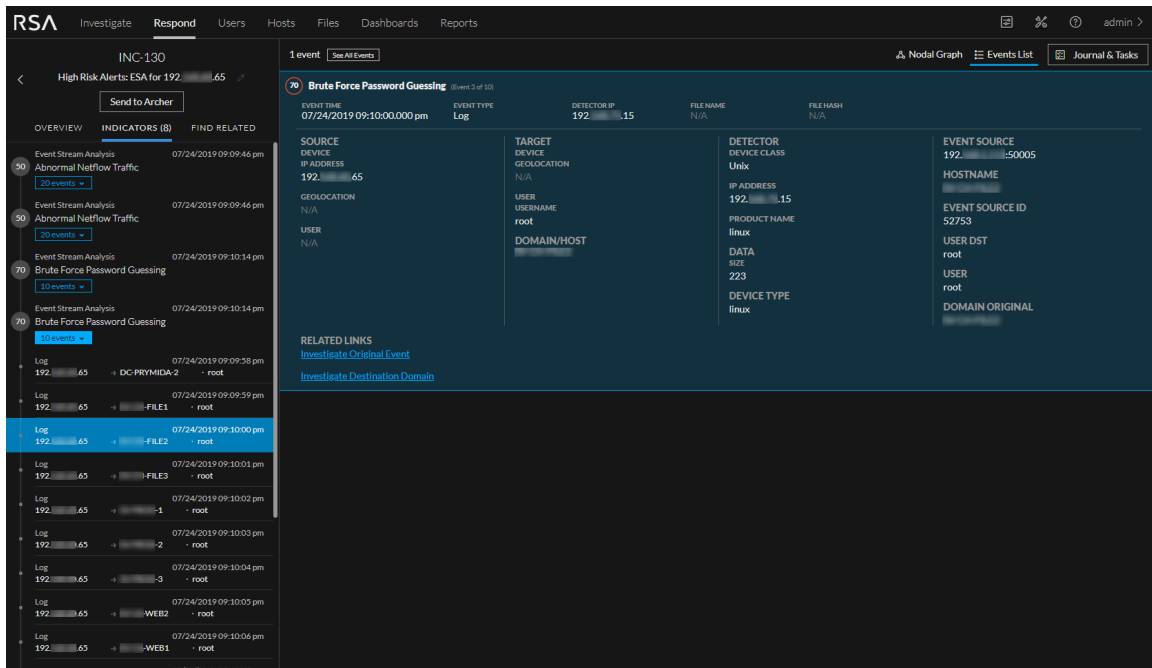 RSA Investigate Respond Users Hosts Files Dashboards Reports admin >
INC-130
High Risk Alerts: ESA for 192. .65
Send to Archer
OVERVIEW INDICATORS (8) FIND RELATED
Event Stream Analysis 07/24/2019 09:09:46 pm
50 Abnormal Netflow Traffic
20 events
Event Stream Analysis 07/24/2019 09:09:46 pm
50 Abnormal Netflow Traffic
20 events
Event Stream Analysis 07/24/2019 09:10:14 pm
70 Brute Force Password Guessing
10 events
Event Stream Analysis 07/24/2019 09:10:14 pm
70 Brute Force Password Guessing
10 events
Log 07/24/2019 09:09:58 pm
192. .65 → DC-PRYMIDA-2 · root
Log 07/24/2019 09:09:59 pm
192. .65 → -FILE1 · root
Log 07/24/2019 09:10:00 pm
192. .65 → -FILE2 · root
Log 07/24/2019 09:10:01 pm
192. .65 → -FILE3 · root
Log 07/24/2019 09:10:02 pm
192. .65 → -1 · root
Log 07/24/2019 09:10:03 pm
192. .65 → -2 · root
Log 07/24/2019 09:10:04 pm
192. .65 → -3 · root
Log 07/24/2019 09:10:05 pm
192. .65 → -WEB2 · root
Log 07/24/2019 09:10:06 pm
192. .65 → -WEB1 · root
1 event See All Events
Nodal Graph Events List Journal & Tasks
70 Brute Force Password Guessing (Event 3 of 10)
EVENT TIME EVENT TYPE DETECTOR IP FILE NAME FILE HASH
07/24/2019 09:10:00.000 pm Log 192. .15 N/A N/A
SOURCE
DEVICE
IP ADDRESS
192. .65
GEOLOCATION
N/A
USER
N/A
TARGET
DEVICE
GEOLOCATION
N/A
USER
USERNAME
root
DOMAIN/HOST
DETECTOR
DEVICE CLASS
Unix
IP ADDRESS
192. .15
PRODUCT NAME
linux
DATA
SIZE
223
DEVICE TYPE
linux
EVENT SOURCE
192. :50005
HOSTNAME
EVENT SOURCE ID
52753
USER DST
root
USER
root
DOMAIN ORIGINAL
RELATED LINKS
Investigate Original Event
Investigate Destination Domain